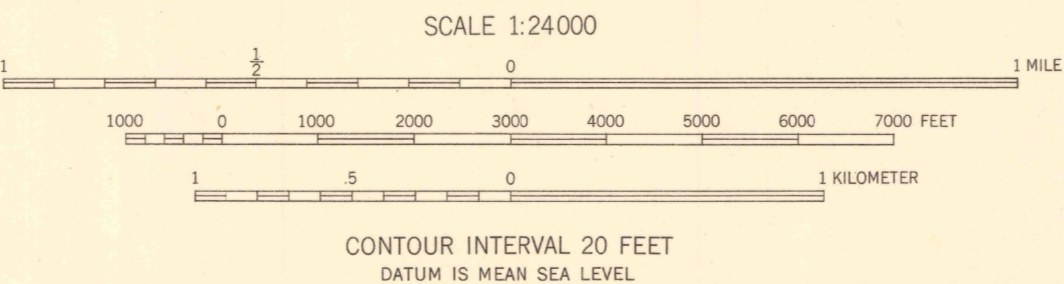 SCALE 1:24000
1 1/2 0 1 MILE
1000 0 1000 2000 3000 4000 5000 6000 7000 FEET
1 .5 0 1 KILOMETER
CONTOUR INTERVAL 20 FEET
DATUM IS MEAN SEA LEVEL